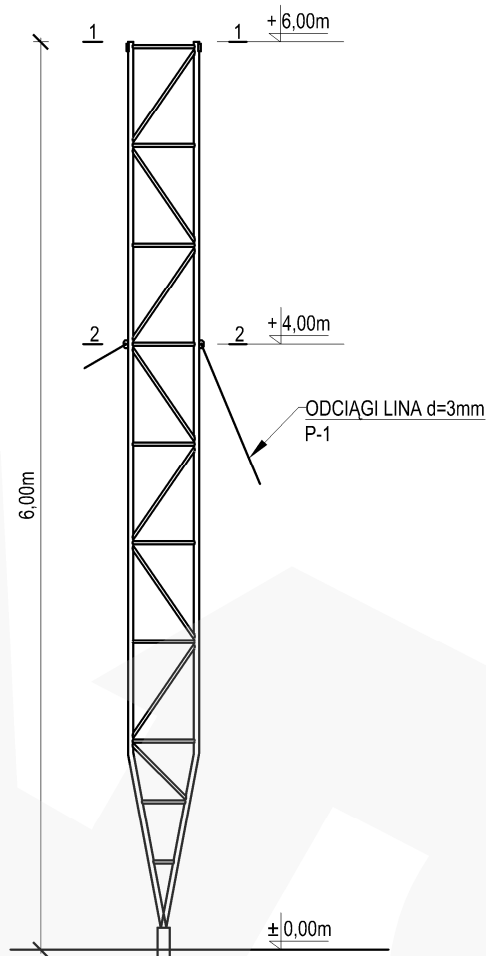 1 1 +6,00m
2 2 +4,00m
ODCIĄGI LINA d=3mm
P-1
6,00m
±0,00m